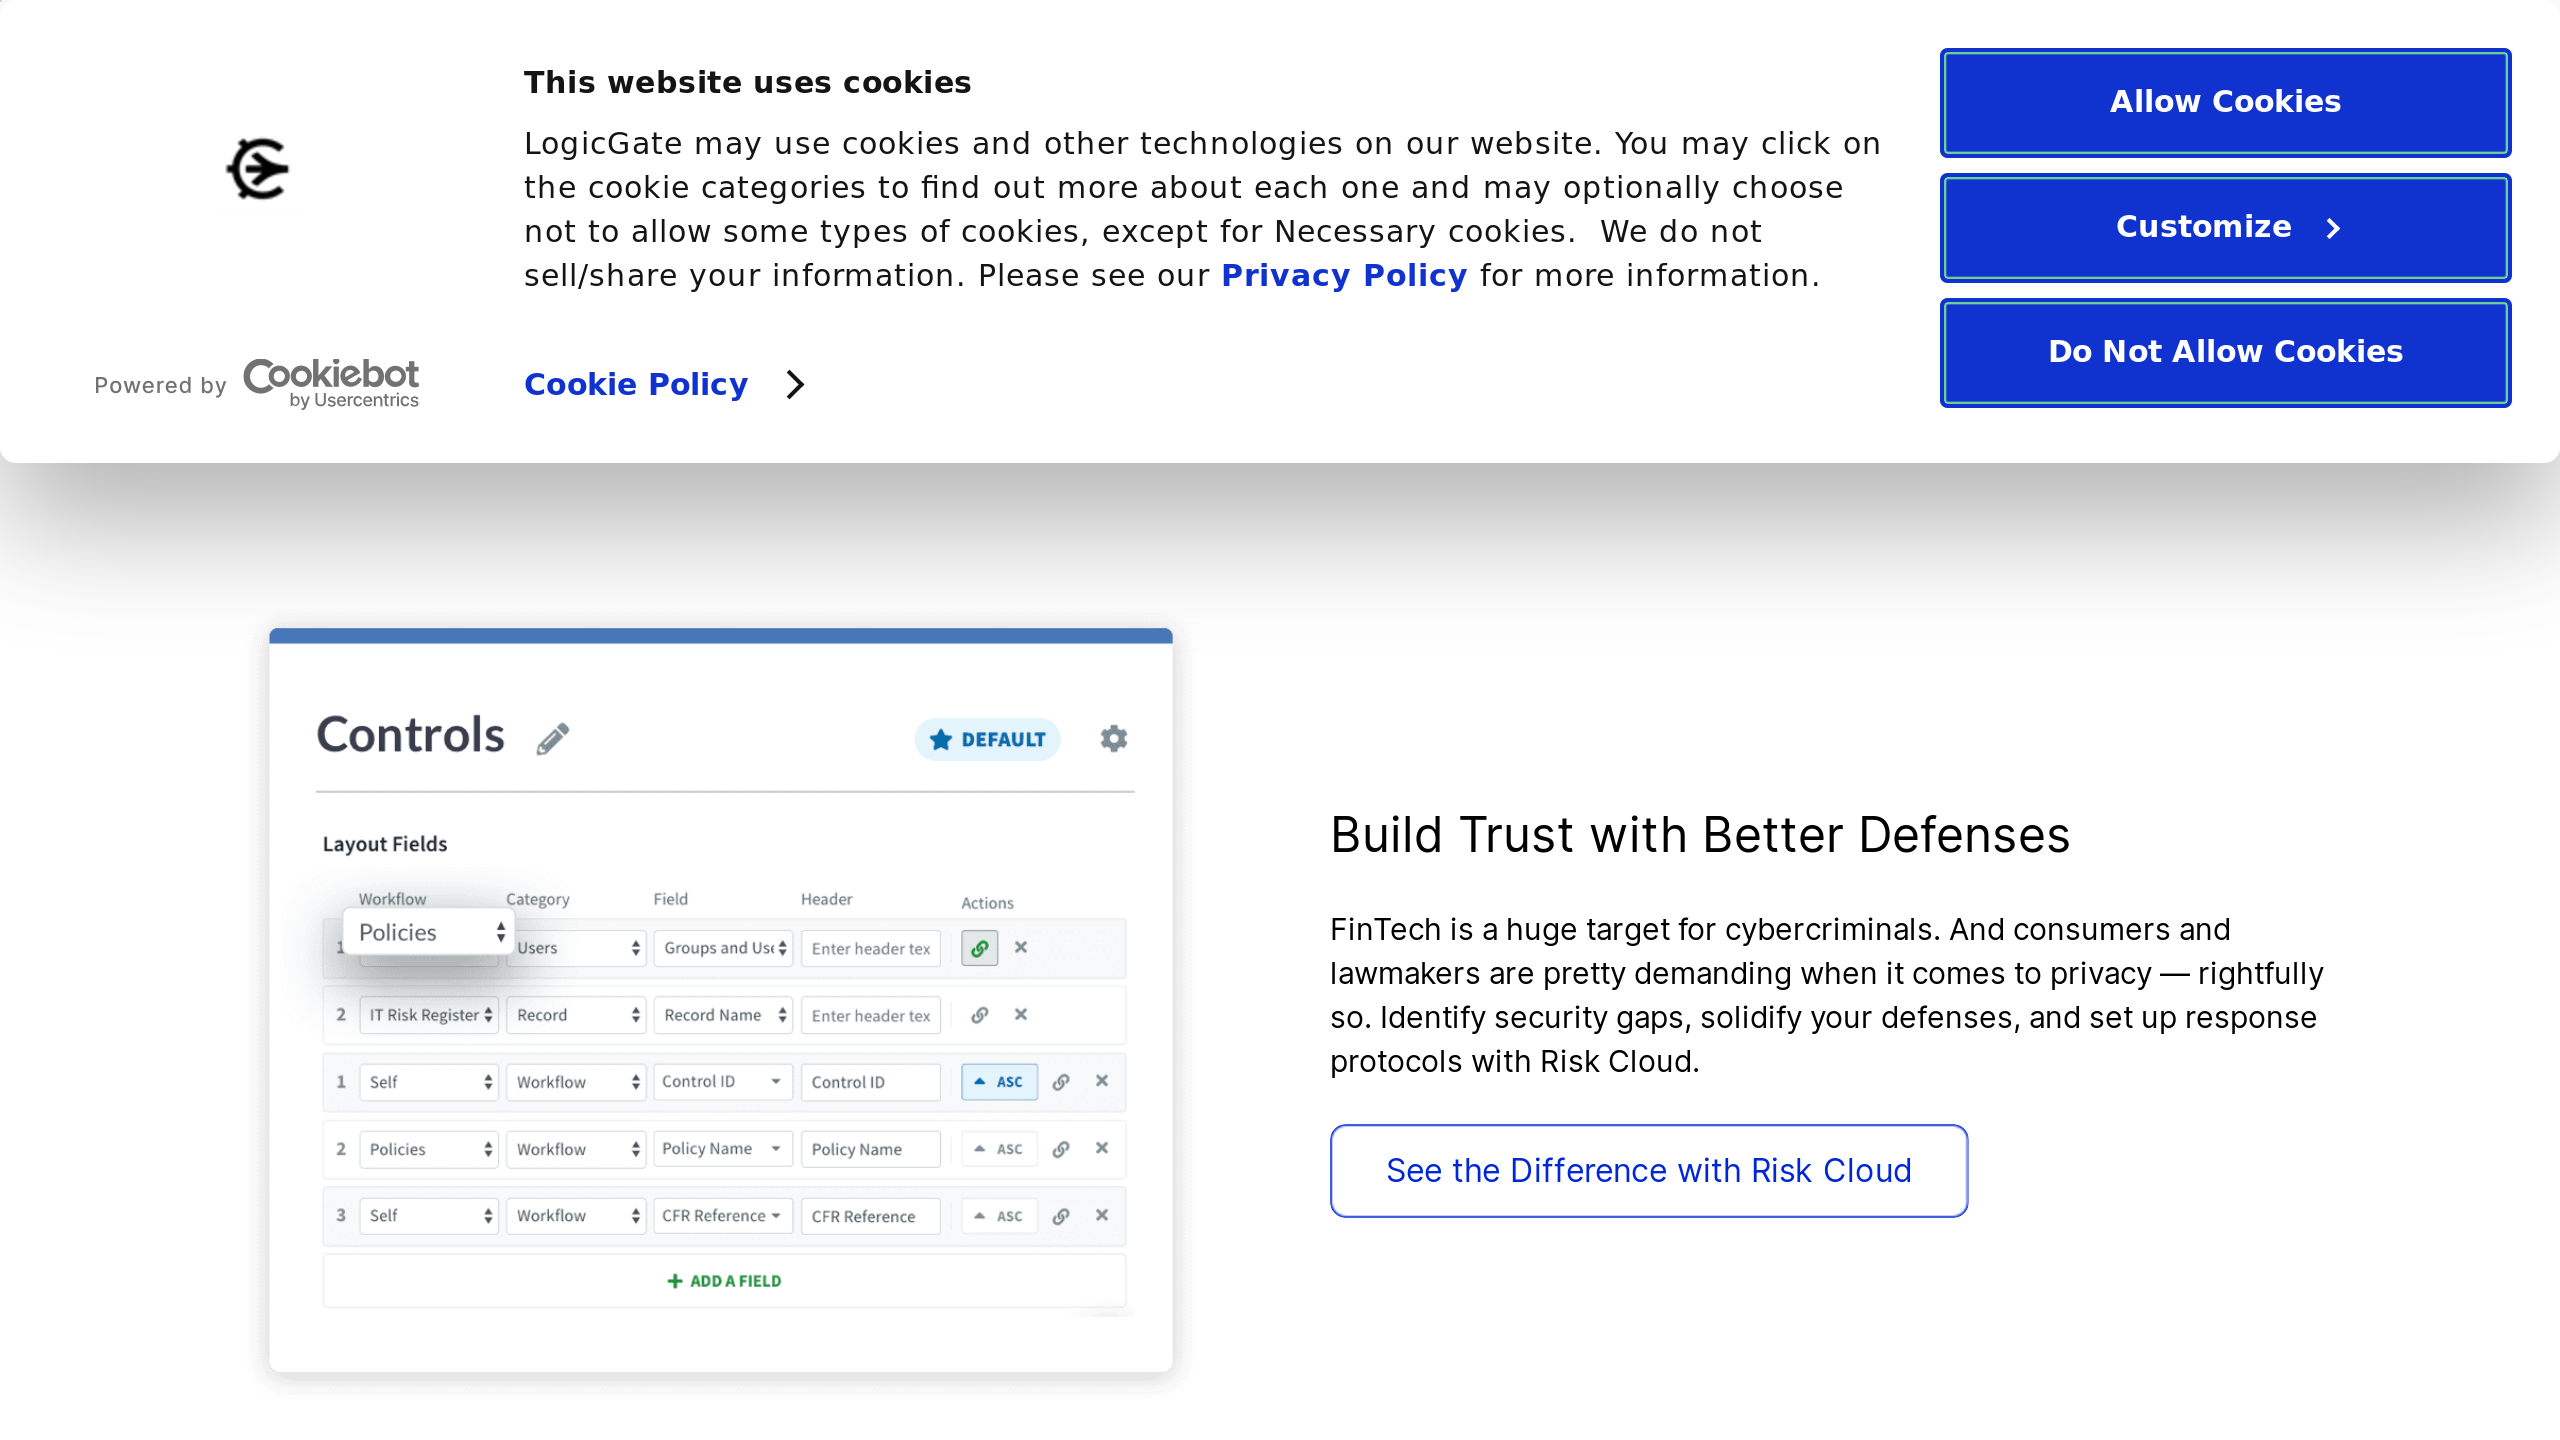 This website uses cookies
LogicGate may use cookies and other technologies on our website. You may click on
the cookie categories to find out more about each one and may optionally choose
not to allow some types of cookies, except for Necessary cookies.  We do not
sell/share your information. Please see our Privacy Policy for more information.
Powered by Cookiebot
by Usercentrics
Cookie Policy
Allow Cookies
Customize
Do Not Allow Cookies
Controls
DEFAULT
Layout Fields
Workflow Category Field Header Actions
1 Policies Users Groups and Use Enter header tex
2 IT Risk Register Record Record Name Enter header tex
1 Self Workflow Control ID Control ID ASC
2 Policies Workflow Policy Name Policy Name ASC
3 Self Workflow CFR Reference CFR Reference ASC
ADD A FIELD
Build Trust with Better Defenses
FinTech is a huge target for cybercriminals. And consumers and
lawmakers are pretty demanding when it comes to privacy — rightfully
so. Identify security gaps, solidify your defenses, and set up response
protocols with Risk Cloud.
See the Difference with Risk Cloud